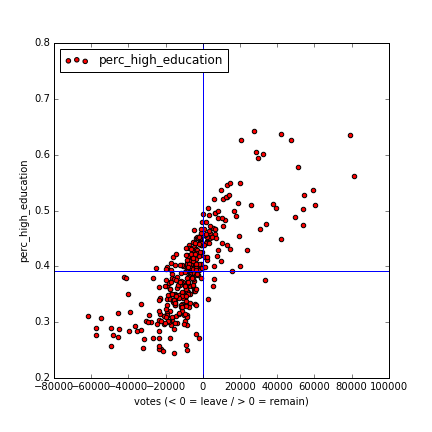 0.8
perc_high_education
0.7
0.6
0.5
0.4
0.3
0.2
perc_high_education
−80000 −60000 −40000 −20000 0 20000 40000 60000 80000 100000
votes (< 0 = leave / > 0 = remain)